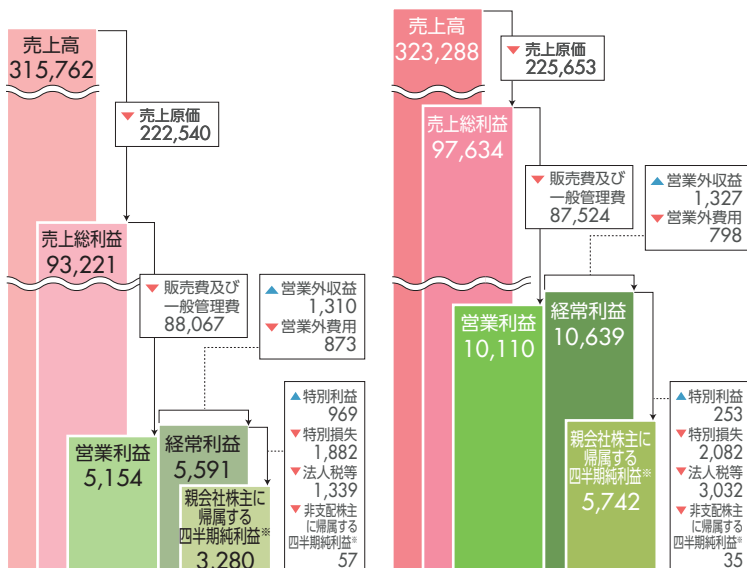 売上高
315,762
▼ 売上原価
222,540
売上総利益
93,221
▼ 販売費及び
一般管理費
88,067
▲ 営業外収益
1,310
▼ 営業外費用
873
営業利益
5,154
経常利益
5,591
親会社株主に
帰属する
四半期純利益※
3,280
▲ 特別利益
969
▼ 特別損失
1,882
▼ 法人税等
1,339
▼ 非支配株主
に帰属する
四半期純利益※
57
売上高
323,288
▼ 売上原価
225,653
売上総利益
97,634
▼ 販売費及び
一般管理費
87,524
▲ 営業外収益
1,327
▼ 営業外費用
798
営業利益
10,110
経常利益
10,639
親会社株主に
帰属する
四半期純利益※
5,742
▲ 特別利益
253
▼ 特別損失
2,082
▼ 法人税等
3,032
▼ 非支配株主
に帰属する
四半期純利益※
35